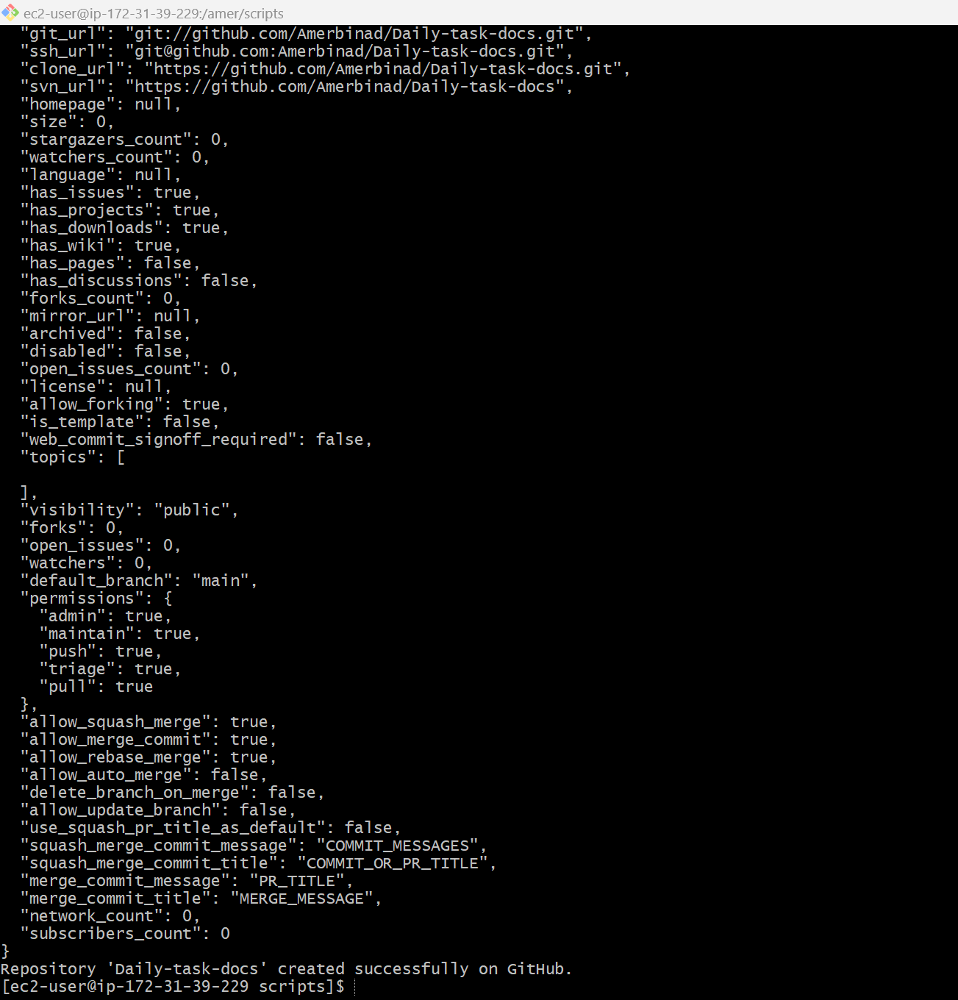 ec2-user@ip-172-31-39-229:/amer/scripts
  "git_url": "git://github.com/Amerbinad/Daily-task-docs.git",
  "ssh_url": "git@github.com:Amerbinad/Daily-task-docs.git",
  "clone_url": "https://github.com/Amerbinad/Daily-task-docs.git",
  "svn_url": "https://github.com/Amerbinad/Daily-task-docs",
  "homepage": null,
  "size": 0,
  "stargazers_count": 0,
  "watchers_count": 0,
  "language": null,
  "has_issues": true,
  "has_projects": true,
  "has_downloads": true,
  "has_wiki": true,
  "has_pages": false,
  "has_discussions": false,
  "forks_count": 0,
  "mirror_url": null,
  "archived": false,
  "disabled": false,
  "open_issues_count": 0,
  "license": null,
  "allow_forking": true,
  "is_template": false,
  "web_commit_signoff_required": false,
  "topics": [

  ],
  "visibility": "public",
  "forks": 0,
  "open_issues": 0,
  "watchers": 0,
  "default_branch": "main",
  "permissions": {
    "admin": true,
    "maintain": true,
    "push": true,
    "triage": true,
    "pull": true
  },
  "allow_squash_merge": true,
  "allow_merge_commit": true,
  "allow_rebase_merge": true,
  "allow_auto_merge": false,
  "delete_branch_on_merge": false,
  "allow_update_branch": false,
  "use_squash_pr_title_as_default": false,
  "squash_merge_commit_message": "COMMIT_MESSAGES",
  "squash_merge_commit_title": "COMMIT_OR_PR_TITLE",
  "merge_commit_message": "PR_TITLE",
  "merge_commit_title": "MERGE_MESSAGE",
  "network_count": 0,
  "subscribers_count": 0
}
Repository 'Daily-task-docs' created successfully on GitHub.
[ec2-user@ip-172-31-39-229 scripts]$